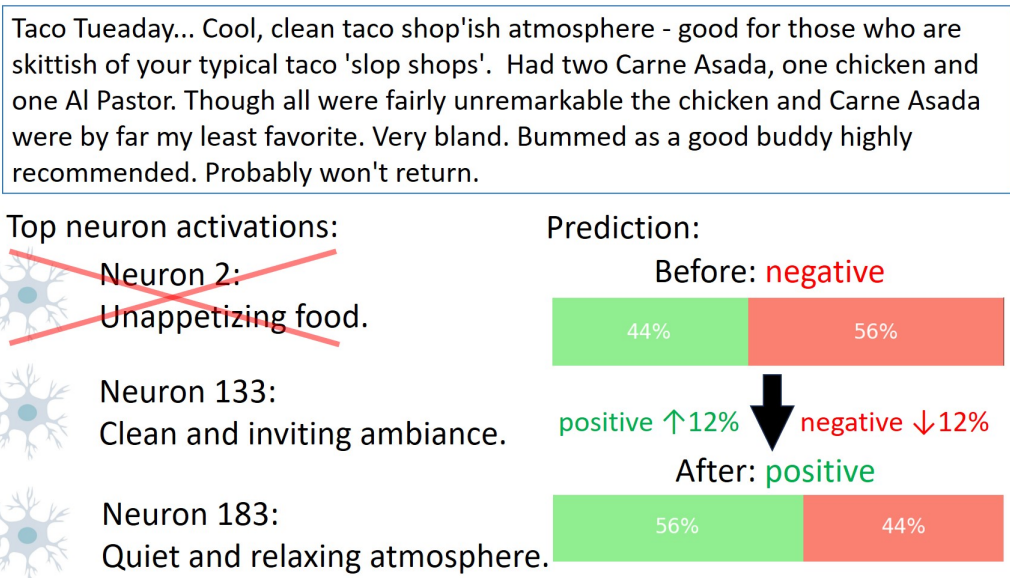 Taco Tueaday... Cool, clean taco shop'ish atmosphere - good for those who are
skittish of your typical taco 'slop shops'.  Had two Carne Asada, one chicken and
one Al Pastor. Though all were fairly unremarkable the chicken and Carne Asada
were by far my least favorite. Very bland. Bummed as a good buddy highly
recommended. Probably won't return.
Top neuron activations:
Neuron 2:
Unappetizing food.
Neuron 133:
Clean and inviting ambiance.
Neuron 183:
Quiet and relaxing atmosphere.
Prediction:
Before: negative
44% 56%
positive ↑12% negative ↓12%
After: positive
56% 44%